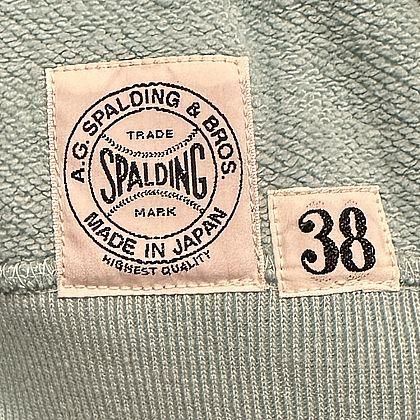 A.G. SPALDING & BROS.
TRADE
SPALDING
MARK
MADE IN JAPAN
HIGHEST QUALITY
38